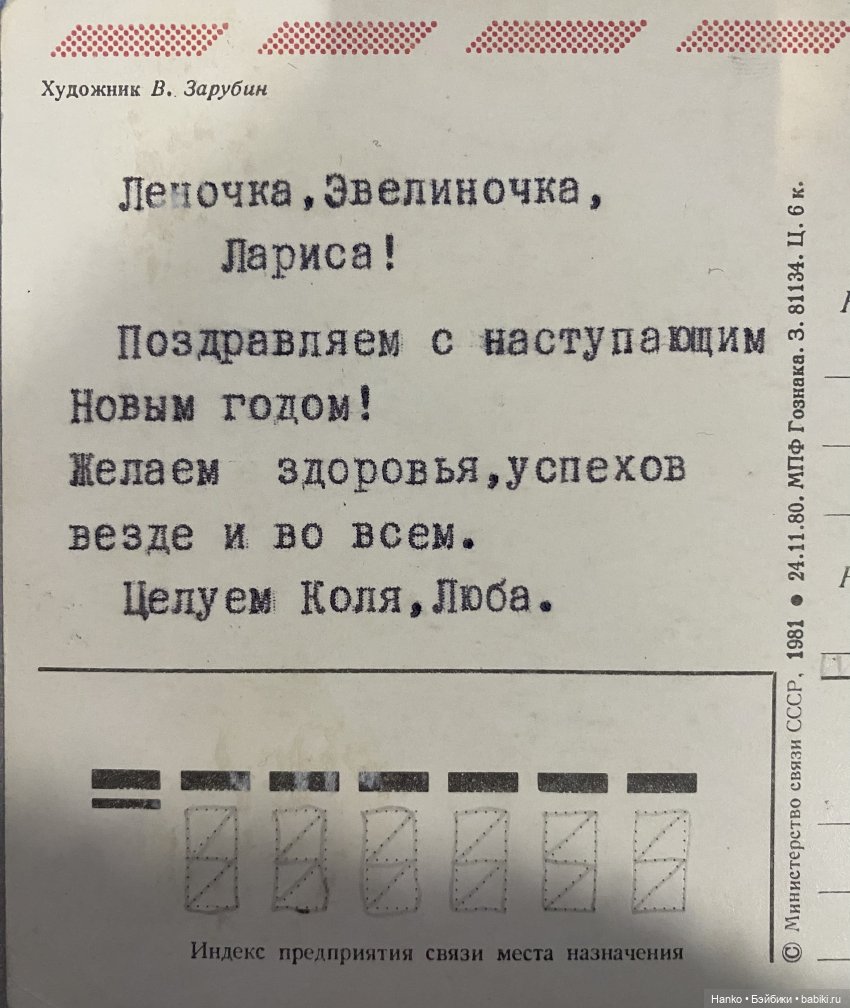 Художник В. Зарубин
Леночка,Эвелиночка,
Лариса!
Поздравляем с наступающим
Новым годом!
Желаем здоровья,успехов
везде и во всем.
Целуем Коля,Люба.
Индекс предприятия связи места назначения
© Министерство связи СССР, 1981 • 24.11.80. МПФ Гознака. З. 81134. Ц. 6 к.
Hanko • Бэйбики • babiki.ru